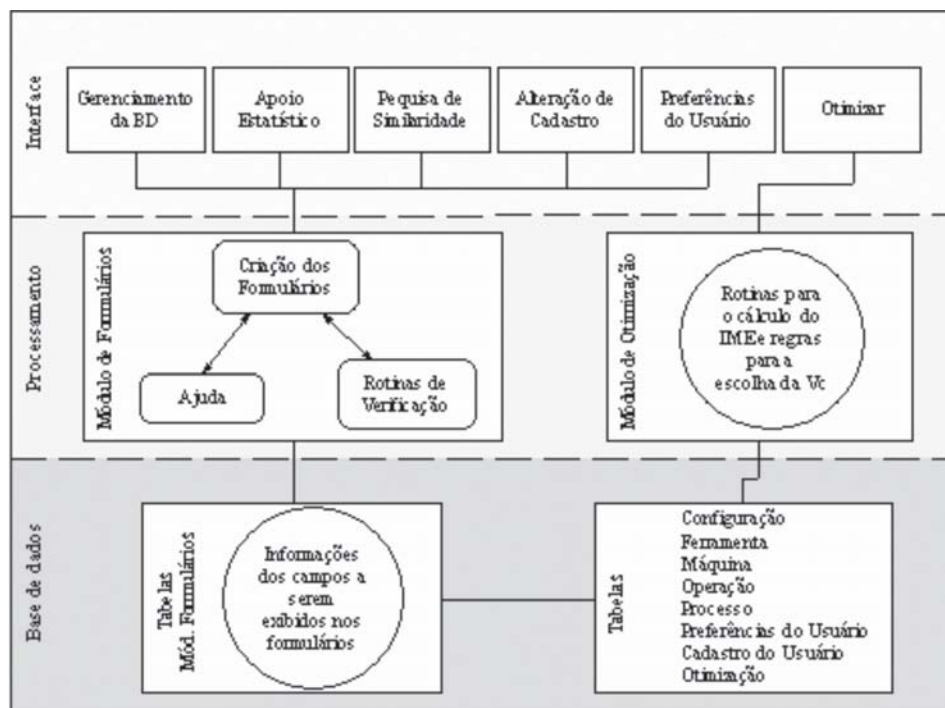 Interface
Gerenciamento
da BD
Apoio
Estatístico
Pequisa de
Similaridade
Alteração de
Cadastro
Preferências
do Usuário
Otimizar
Processamento
Módulo de Formulários
Criação dos
Formulários
Ajuda
Rotinas de
Verificação
Módulo de Otimização
Rotinas para
o cálculo do
IME e regras
para a
escolha da Vc
Base de dados
Tabelas
Mód. Formulários
Informações
dos campos a
serem
exibidos nos
formulários
Tabelas
Configuração
Ferramenta
Máquina
Operação
Processo
Preferências do Usuário
Cadastro do Usuário
Otimização